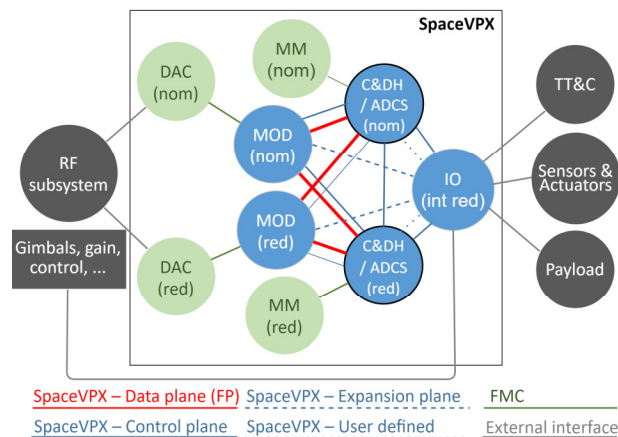 SpaceVPX
DAC
(nom)
MM
(nom)
C&DH
/ ADCS
(nom)
TT&C
MOD
(nom)
RF
subsystem
IO
(int red)
Sensors &
Actuators
MOD
(red)
Gimbals, gain,
control, ...
DAC
(red)
MM
(red)
C&DH
/ ADCS
(red)
Payload
SpaceVPX – Data plane (FP)
SpaceVPX – Expansion plane
FMC
SpaceVPX – Control plane
SpaceVPX – User defined
External interface